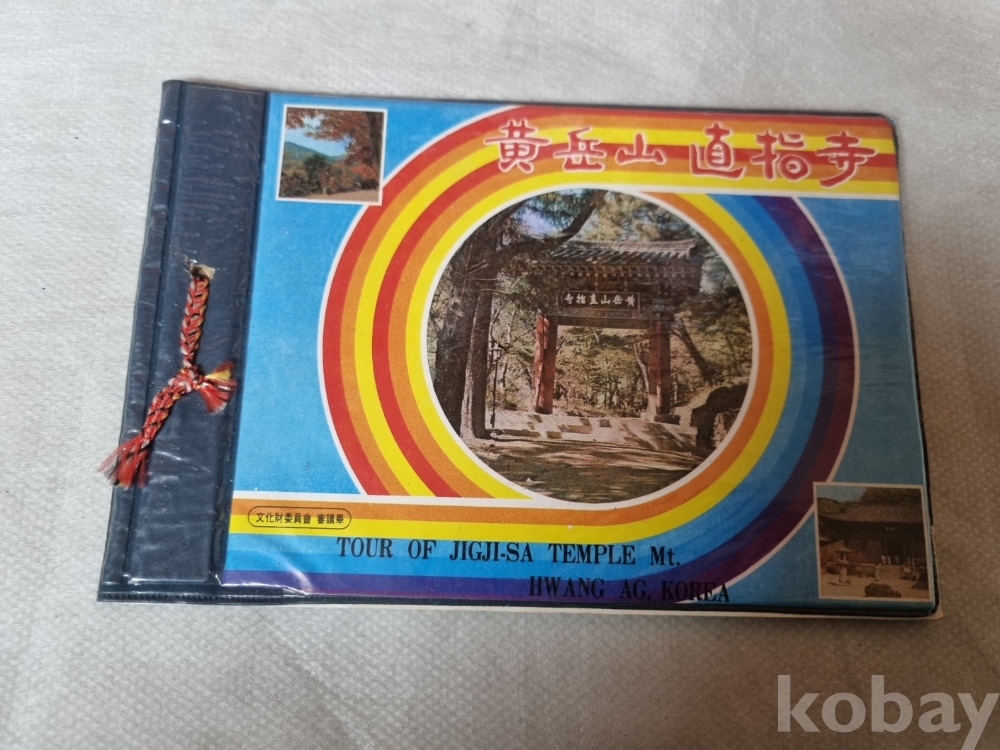 黄岳山 直指寺
黄岳山直指寺
文化財委員會 審議畢
TOUR OF JIGJI-SA TEMPLE Mt.
HWANG AG, KOREA
kobay